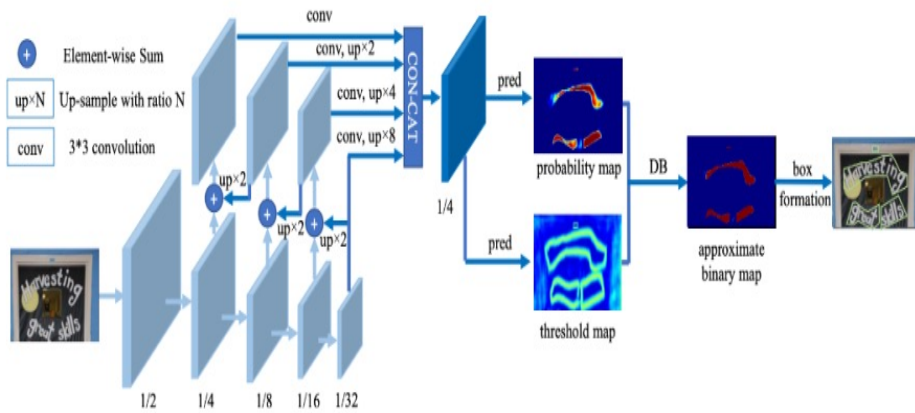 conv
conv, up×2
conv, up×4
conv, up×8
CON-CAT
+
Element-wise Sum
up×N
Up-sample with ratio N
conv
3*3 convolution
up×2
+
up×2
+
up×2
+
1/2
1/4
1/8
1/16
1/32
1/4
pred
probability map
pred
threshold map
DB
approximate
binary map
box
formation
Harvesting
great skills
Harvesting
great skills